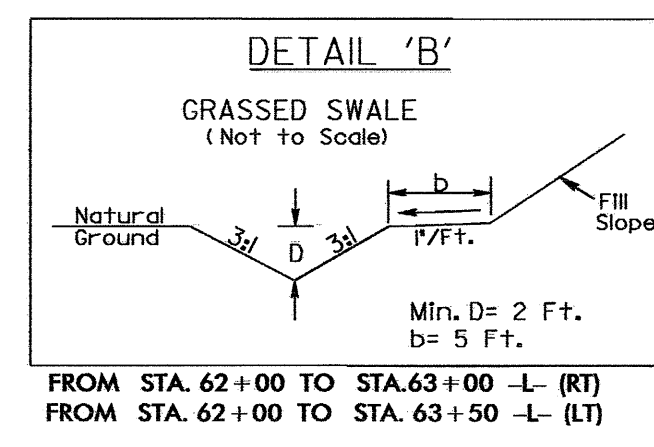 DETAIL 'B'
GRASSED SWALE
(Not to Scale)
b
Natural
Ground
3:1
D
3:1
1"/Ft.
Fill
Slope
Min. D= 2 Ft.
b= 5 Ft.
FROM STA. 62+00 TO STA.63+00 -L- (RT)
FROM STA. 62+00 TO STA. 63+50 -L- (LT)